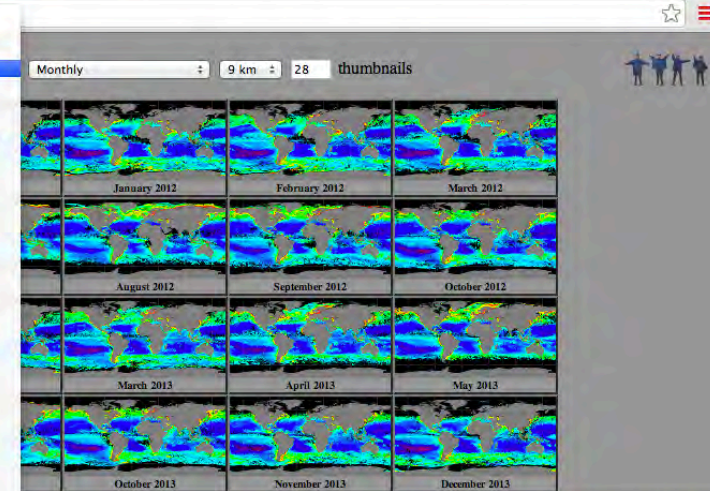 Monthly 9 km 28 thumbnails
January 2012 February 2012 March 2012
August 2012 September 2012 October 2012
March 2013 April 2013 May 2013
October 2013 November 2013 December 2013